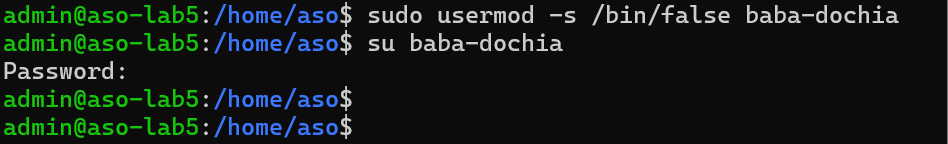 admin@aso-lab5:/home/aso$ sudo usermod -s /bin/false baba-dochia
admin@aso-lab5:/home/aso$ su baba-dochia
Password:
admin@aso-lab5:/home/aso$
admin@aso-lab5:/home/aso$